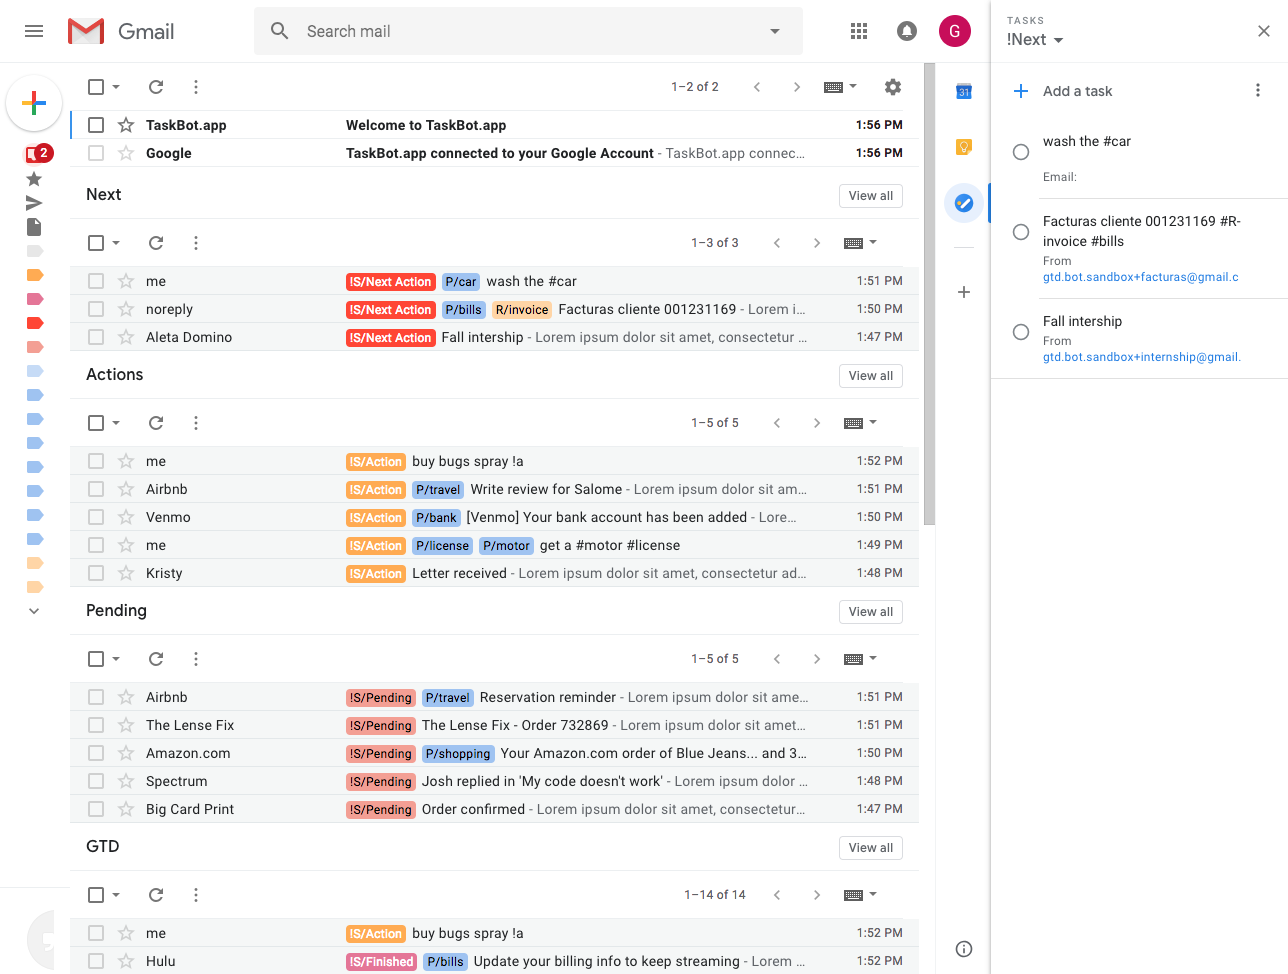 Gmail
Search mail
G
TASKS
!Next
1–2 of 2
31
Add a task
2
TaskBot.app Welcome to TaskBot.app 1:56 PM
Google TaskBot.app connected to your Google Account - TaskBot.app connec... 1:56 PM
wash the #car
Email:
Next View all
1–3 of 3
me !S/Next Action P/car wash the #car 1:51 PM
noreply !S/Next Action P/bills R/invoice Facturas cliente 001231169 - Lorem i... 1:50 PM
Aleta Domino !S/Next Action Fall intership - Lorem ipsum dolor sit amet, consectetur ... 1:47 PM
Facturas cliente 001231169 #R-
invoice #bills
From
gtd.bot.sandbox+facturas@gmail.c
Fall intership
From
gtd.bot.sandbox+internship@gmail.
Actions View all
1–5 of 5
me !S/Action buy bugs spray !a 1:52 PM
Airbnb !S/Action P/travel Write review for Salome - Lorem ipsum dolor sit am... 1:51 PM
Venmo !S/Action P/bank [Venmo] Your bank account has been added - Lore... 1:50 PM
me !S/Action P/license P/motor get a #motor #license 1:49 PM
Kristy !S/Action Letter received - Lorem ipsum dolor sit amet, consectetur ad... 1:48 PM
Pending View all
1–5 of 5
Airbnb !S/Pending P/travel Reservation reminder - Lorem ipsum dolor sit ame... 1:51 PM
The Lense Fix !S/Pending The Lense Fix - Order 732869 - Lorem ipsum dolor sit amet... 1:51 PM
Amazon.com !S/Pending P/shopping Your Amazon.com order of Blue Jeans... and 3... 1:50 PM
Spectrum !S/Pending Josh replied in 'My code doesn't work' - Lorem ipsum dolor ... 1:48 PM
Big Card Print !S/Pending Order confirmed - Lorem ipsum dolor sit amet, consectetur... 1:47 PM
GTD View all
1–14 of 14
me !S/Action buy bugs spray !a 1:52 PM
Hulu !S/Finished P/bills Update your billing info to keep streaming - Lorem ... 1:52 PM